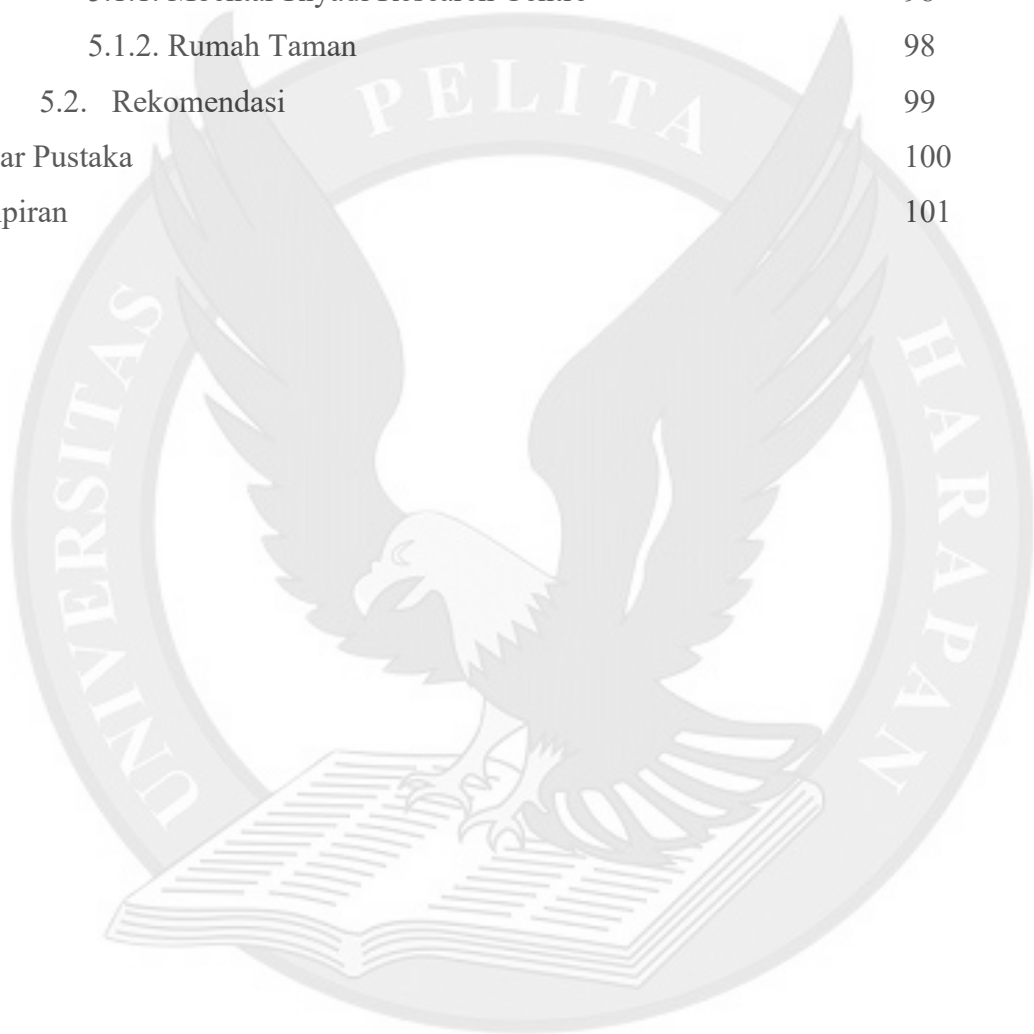 5.1.2. Rumah Taman 98
5.2. Rekomendasi 99
ar Pustaka 100
piran 101
UNIVERSITAS PELITA HARAPAN